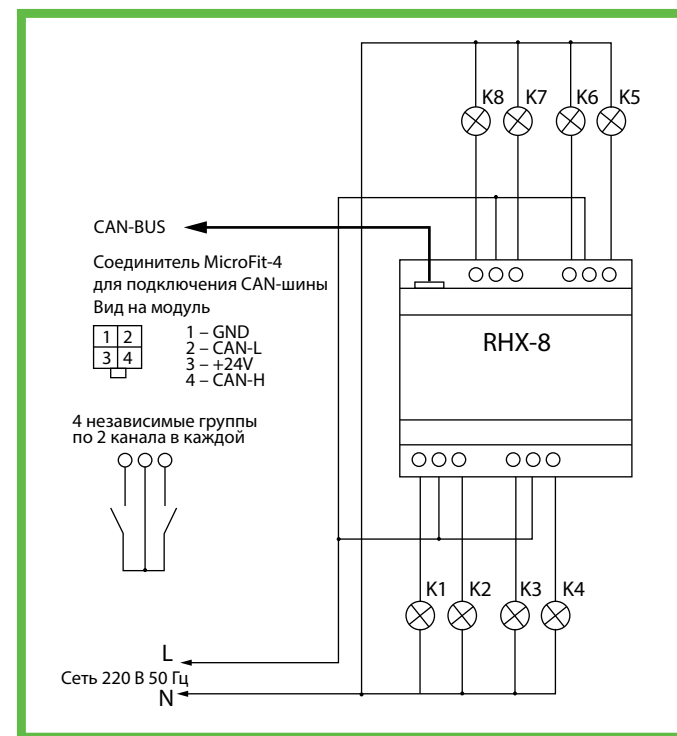 K8 K7 K6 K5
CAN-BUS
Соединитель MicroFit-4
для подключения CAN-шины
Вид на модуль
1 2
3 4
1 – GND
2 – CAN-L
3 – +24V
4 – CAN-H
RHX-8
4 независимые группы
по 2 канала в каждой
K1 K2 K3 K4
L
Сеть 220 В 50 Гц
N